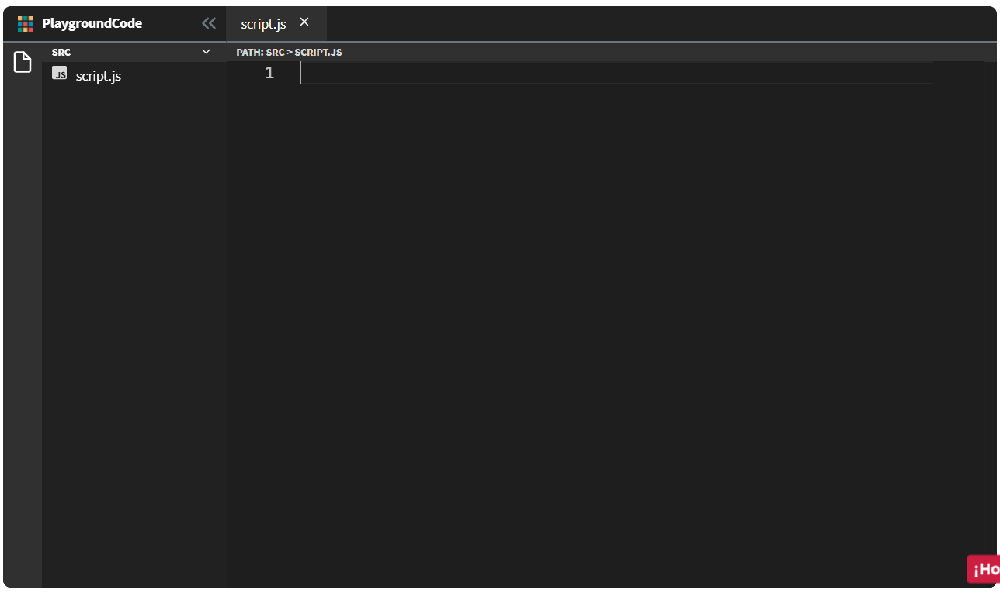 PlaygroundCode
script.js
SRC
PATH: SRC > SCRIPT.JS
JS script.js
1
¡Ho